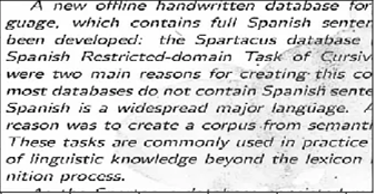 A new offline handwritten database for
guage, which contains full Spanish senten
been developed: the Spartacus database
Spanish Restricted-domain Task of Cursiv
were two main reasons for creating this co
most databases do not contain Spanish sente
Spanish is a widespread major language. A
reason was to create a corpus from semanti
These tasks are commonly used in practice
of linguistic knowledge beyond the lexicon
nition process.